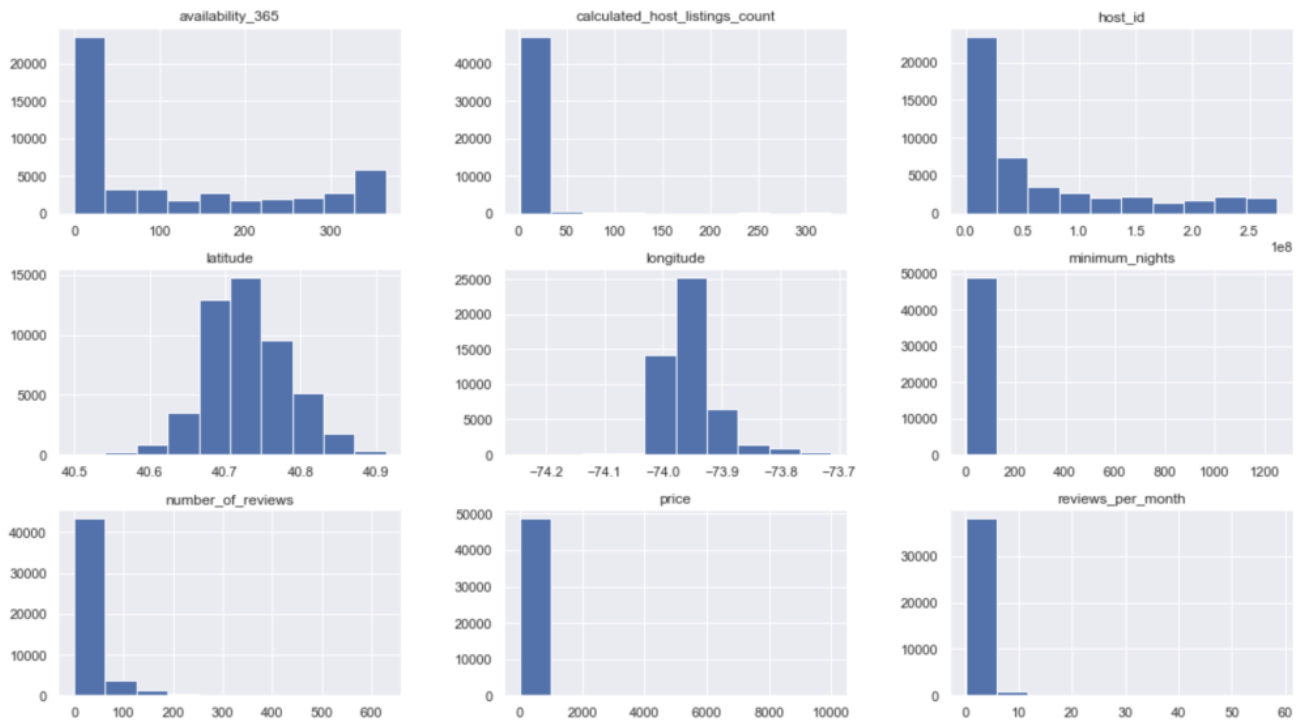 availability_365
calculated_host_listings_count
host_id
20000
15000
10000
5000
0
0 100 200 300
40000
30000
20000
10000
0
0 50 100 150 200 250 300
20000
15000
10000
5000
0
0.0 0.5 1.0 1.5 2.0 2.5
1e8
latitude
longitude
minimum_nights
15000
10000
5000
0
40.5 40.6 40.7 40.8 40.9
25000
20000
15000
10000
5000
0
−74.2 −74.1 −74.0 −73.9 −73.8 −73.7
50000
40000
30000
20000
10000
0
0 200 400 600 800 1000 1200
number_of_reviews
price
reviews_per_month
40000
30000
20000
10000
0
0 100 200 300 400 500 600
50000
40000
30000
20000
10000
0
0 2000 4000 6000 8000 10000
30000
20000
10000
0
0 10 20 30 40 50 60